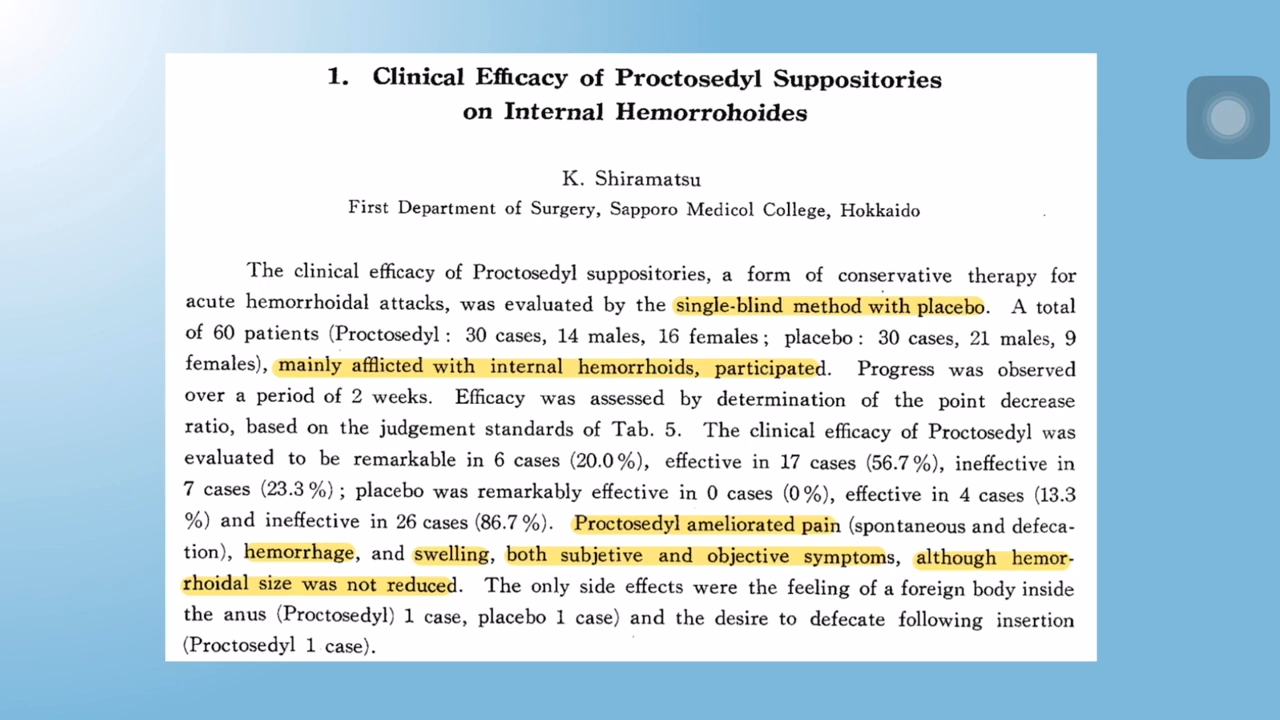 1. Clinical Efficacy of Proctosedyl Suppositories
on Internal Hemorrohoides
K. Shiramatsu
First Department of Surgery, Sapporo Medicol College, Hokkaido
The clinical efficacy of Proctosedyl suppositories, a form of conservative therapy for
acute hemorrhoidal attacks, was evaluated by the single-blind method with placebo. A total
of 60 patients (Proctosedyl : 30 cases, 14 males, 16 females ; placebo : 30 cases, 21 males, 9
females), mainly afflicted with internal hemorrhoids, participated. Progress was observed
over a period of 2 weeks. Efficacy was assessed by determination of the point decrease
ratio, based on the judgement standards of Tab. 5. The clinical efficacy of Proctosedyl was
evaluated to be remarkable in 6 cases (20.0 %), effective in 17 cases (56.7 %), ineffective in
7 cases (23.3 %) ; placebo was remarkably effective in 0 cases (0 %), effective in 4 cases (13.3
%) and ineffective in 26 cases (86.7 %). Proctosedyl ameliorated pain (spontaneous and defeca-
tion), hemorrhage, and swelling, both subjetive and objective symptoms, although hemor-
rhoidal size was not reduced. The only side effects were the feeling of a foreign body inside
the anus (Proctosedyl) 1 case, placebo 1 case) and the desire to defecate following insertion
(Proctosedyl 1 case).